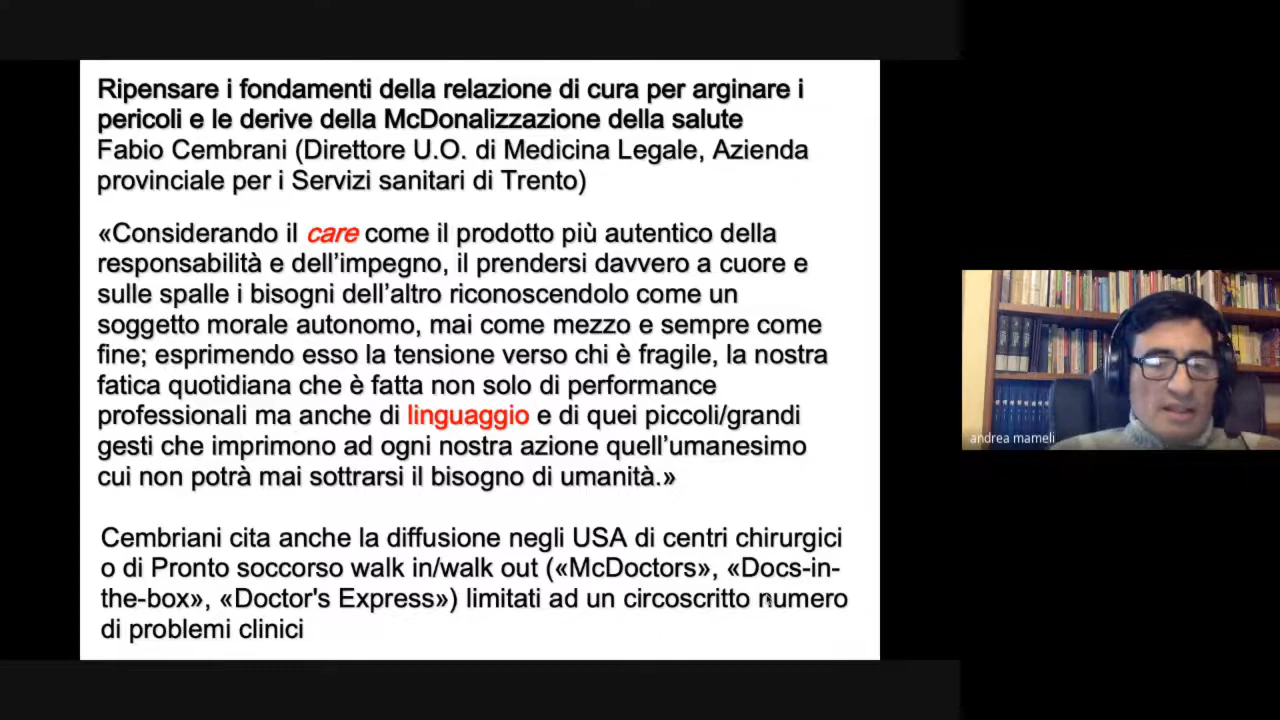 Ripensare i fondamenti della relazione di cura per arginare i
pericoli e le derive della McDonalizzazione della salute
Fabio Cembrani (Direttore U.O. di Medicina Legale, Azienda
provinciale per i Servizi sanitari di Trento)
«Considerando il care come il prodotto più autentico della
responsabilità e dell’impegno, il prendersi davvero a cuore e
sulle spalle i bisogni dell’altro riconoscendolo come un
soggetto morale autonomo, mai come mezzo e sempre come
fine; esprimendo esso la tensione verso chi è fragile, la nostra
fatica quotidiana che è fatta non solo di performance
professionali ma anche di linguaggio e di quei piccoli/grandi
gesti che imprimono ad ogni nostra azione quell’umanesimo
cui non potrà mai sottrarsi il bisogno di umanità.»
Cembriani cita anche la diffusione negli USA di centri chirurgici
o di Pronto soccorso walk in/walk out («McDoctors», «Docs-in-
the-box», «Doctor's Express») limitati ad un circoscritto numero
di problemi clinici
andrea mameli